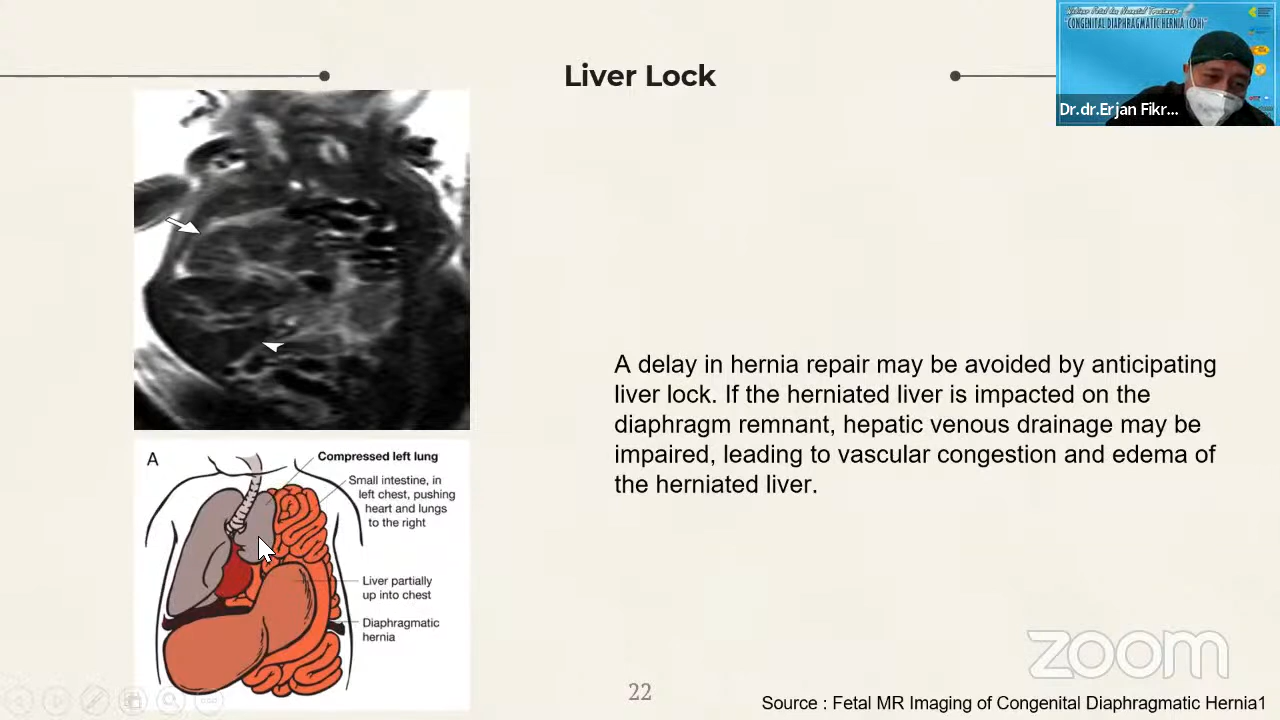 Liver Lock
"CONGENITAL DIAPHRAGMATIC HERNIA (CDH)"
Dr.dr.Erjan Fikr...
A
Compressed left lung
Small intestine, in
left chest, pushing
heart and lungs
to the right
Liver partially
up into chest
Diaphragmatic
hernia
A delay in hernia repair may be avoided by anticipating
liver lock. If the herniated liver is impacted on the
diaphragm remnant, hepatic venous drainage may be
impaired, leading to vascular congestion and edema of
the herniated liver.
zoom
22
Source : Fetal MR Imaging of Congenital Diaphragmatic Hernia1